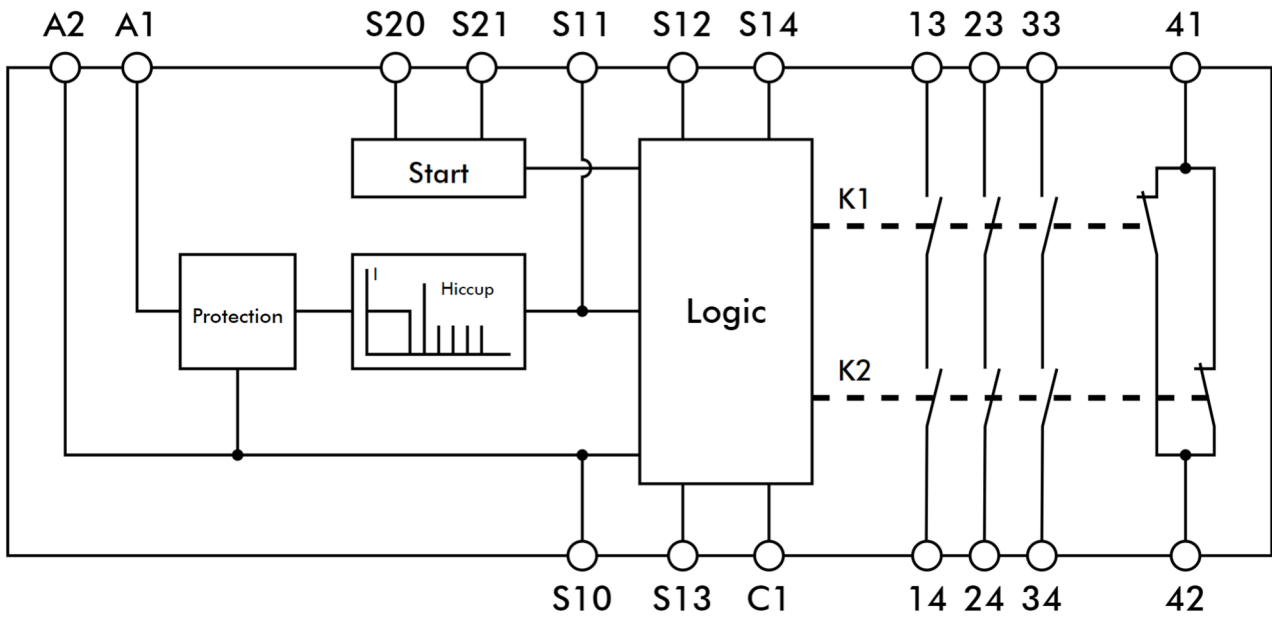 A2 A1 S20 S21 S11 S12 S14 13 23 33 41
Start
K1
I
Hiccup
Protection
Logic
K2
S10 S13 C1 14 24 34 42